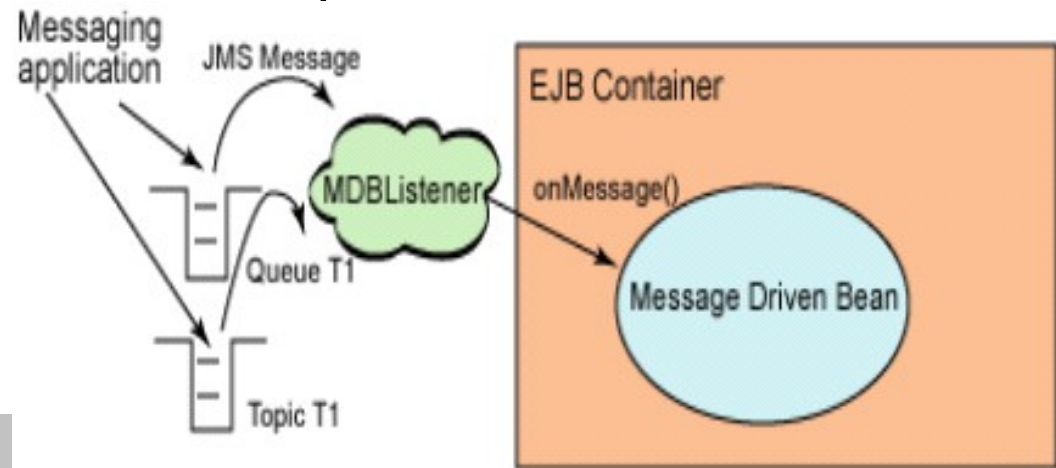 Messaging
application
JMS Message
MDBListener
Queue T1
Topic T1
EJB Container
onMessage()
Message Driven Bean